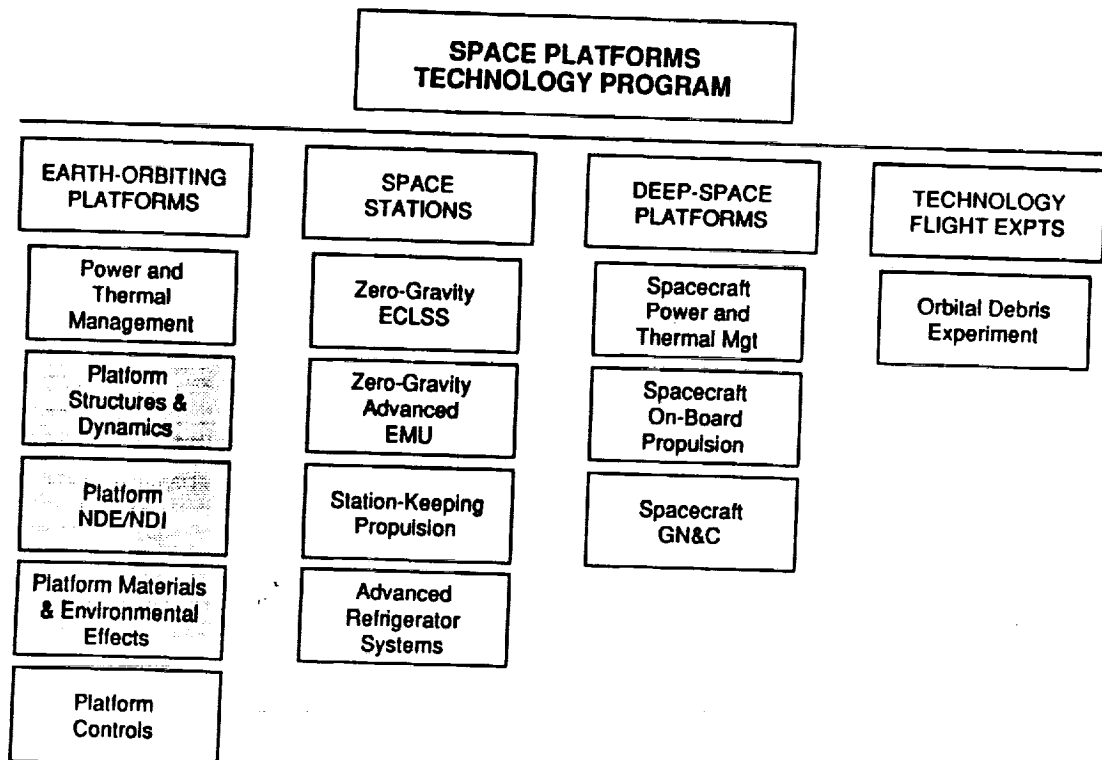 SPACE PLATFORMS
TECHNOLOGY PROGRAM
EARTH-ORBITING
PLATFORMS
Power and
Thermal
Management
Platform
Structures &
Dynamics
Platform
NDE/NDI
Platform Materials
& Environmental
Effects
Platform
Controls
SPACE
STATIONS
Zero-Gravity
ECLSS
Zero-Gravity
Advanced
EMU
Station-Keeping
Propulsion
Advanced
Refrigerator
Systems
DEEP-SPACE
PLATFORMS
Spacecraft
Power and
Thermal Mgt
Spacecraft
On-Board
Propulsion
Spacecraft
GN&C
TECHNOLOGY
FLIGHT EXPTS
Orbital Debris
Experiment